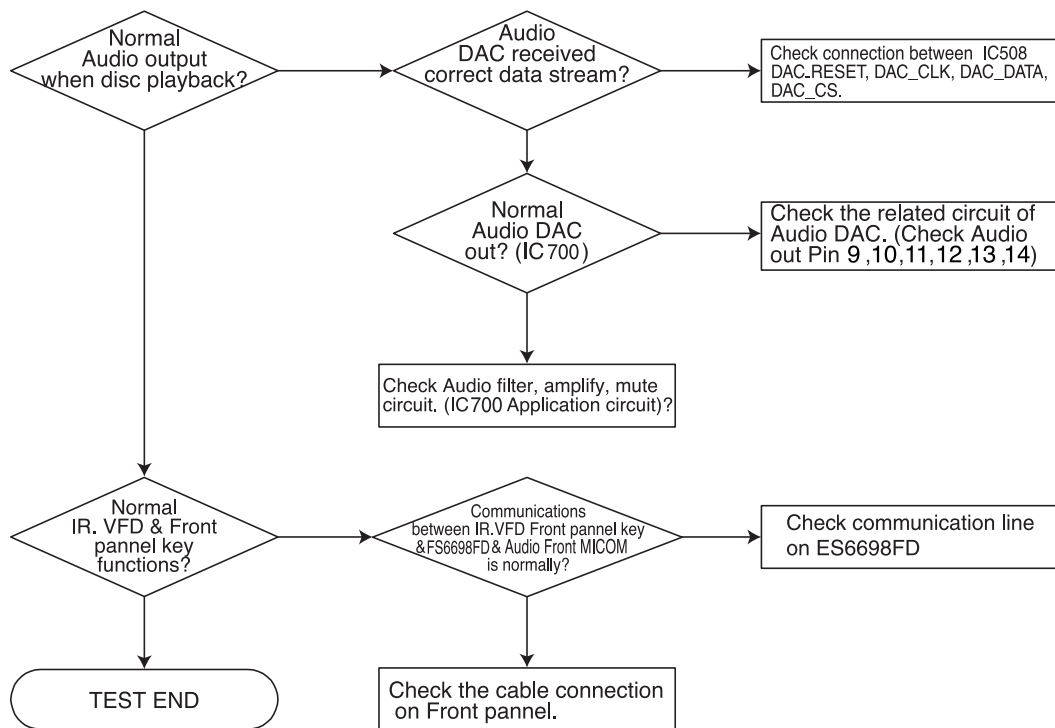 Normal
Audio output
when disc playback?
Audio
DAC received
correct data stream?
Check connection between IC508
DAC.RESET, DAC_CLK, DAC_DATA,
DAC_CS.
Normal
Audio DAC
out? (IC700)
Check the related circuit of
Audio DAC. (Check Audio
out Pin 9 ,10,11,12,13 ,14)
Check Audio filter, amplify, mute
circuit. (IC700 Application circuit)?
Normal
IR. VFD & Front
pannel key
functions?
Communications
between IR.VFD Front pannel key
&FS6698FD & Audio Front MICOM
is normally?
Check communication line
on ES6698FD
TEST END
Check the cable connection
on Front pannel.